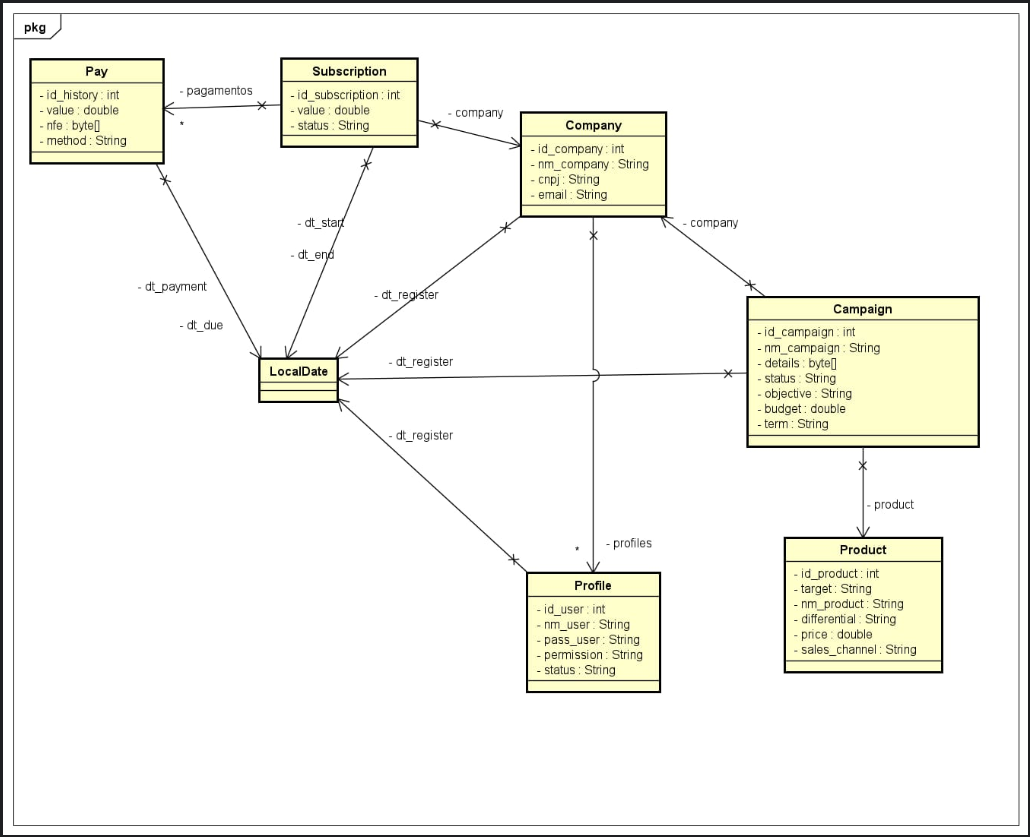 pkg
Pay
- id_history : int
- value : double
- nfe : byte[]
- method : String
- pagamentos
*
Subscription
- id_subscription : int
- value : double
- status : String
- company
Company
- id_company : int
- nm_company : String
- cnpj : String
- email : String
- company
- dt_start
- dt_end
- dt_payment
- dt_due
- dt_register
Campaign
- id_campaign : int
- nm_campaign : String
- details : byte[]
- status : String
- objective : String
- budget : double
- term : String
LocalDate
- dt_register
- dt_register
- product
* - profiles
Profile
- id_user : int
- nm_user : String
- pass_user : String
- permission : String
- status : String
Product
- id_product : int
- target : String
- nm_product : String
- differential : String
- price : double
- sales_channel : String